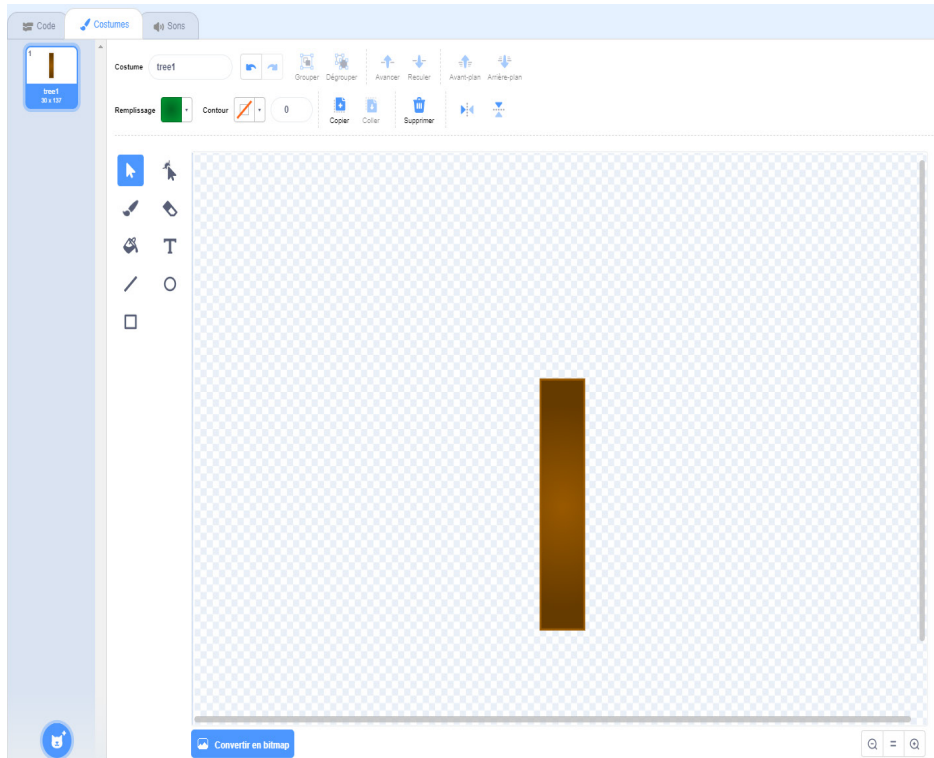 Code Costumes Sons
1
tree1
30 x 137
Costume tree1 Grouper Dégrouper Avancer Reculer Avant-plan Arrière-plan
Remplissage Contour 0 Copier Coller Supprimer
T
Convertir en bitmap